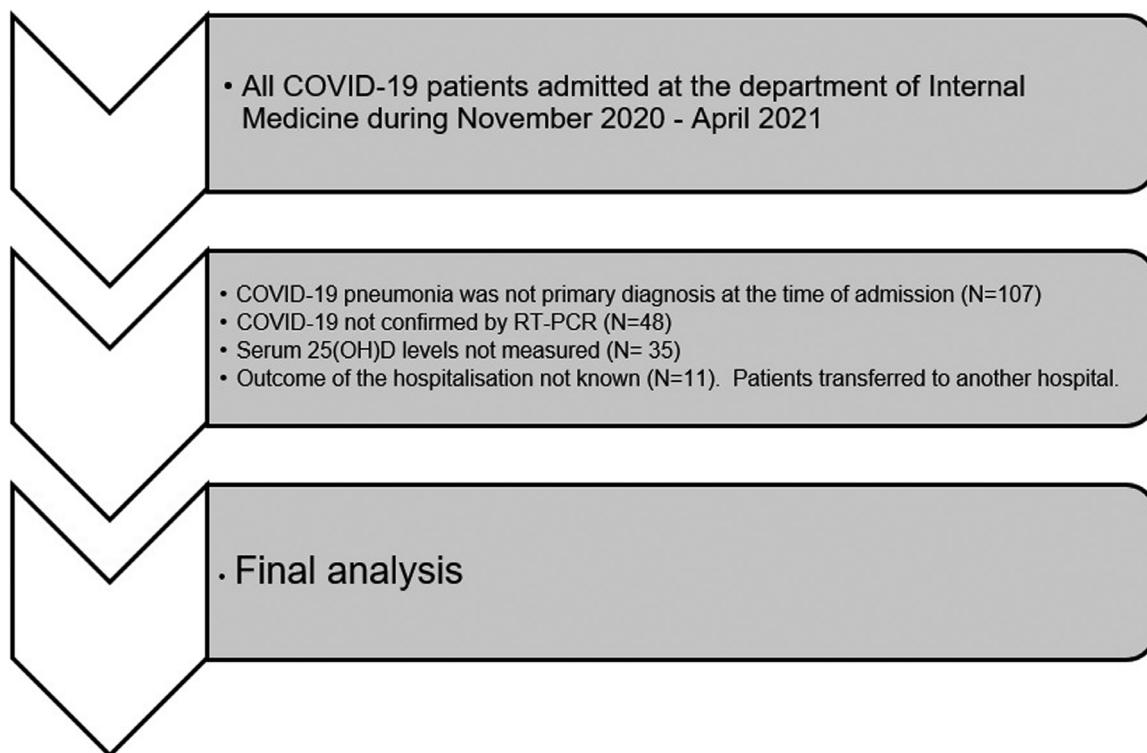 • All COVID-19 patients admitted at the department of Internal
Medicine during November 2020 - April 2021
• COVID-19 pneumonia was not primary diagnosis at the time of admission (N=107)
• COVID-19 not confirmed by RT-PCR (N=48)
• Serum 25(OH)D levels not measured (N= 35)
• Outcome of the hospitalisation not known (N=11).  Patients transferred to another hospital.
• Final analysis